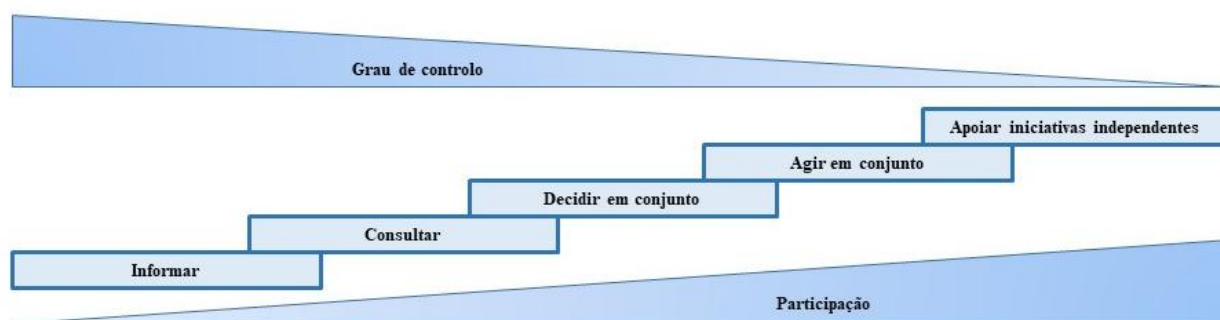 Grau de controlo
Apoiar iniciativas independentes
Agir em conjunto
Decidir em conjunto
Consultar
Informar
Participação